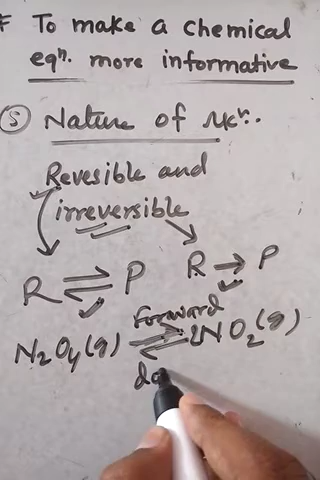 * To make a chemical
eqⁿ. more informative
⑤ Nature of rxⁿ.
Revesible and
irreversible
R ⇌ P R → P
N₂O₄(g) ⇌ 2NO₂(g)
forward